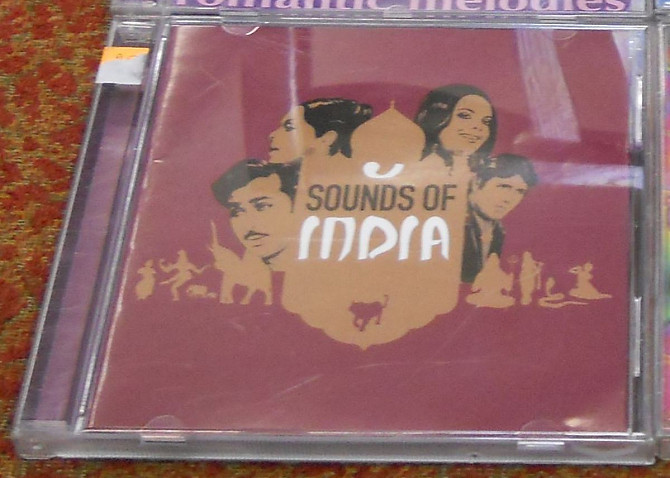 romantic melodies
SOUNDS OF
INDIA